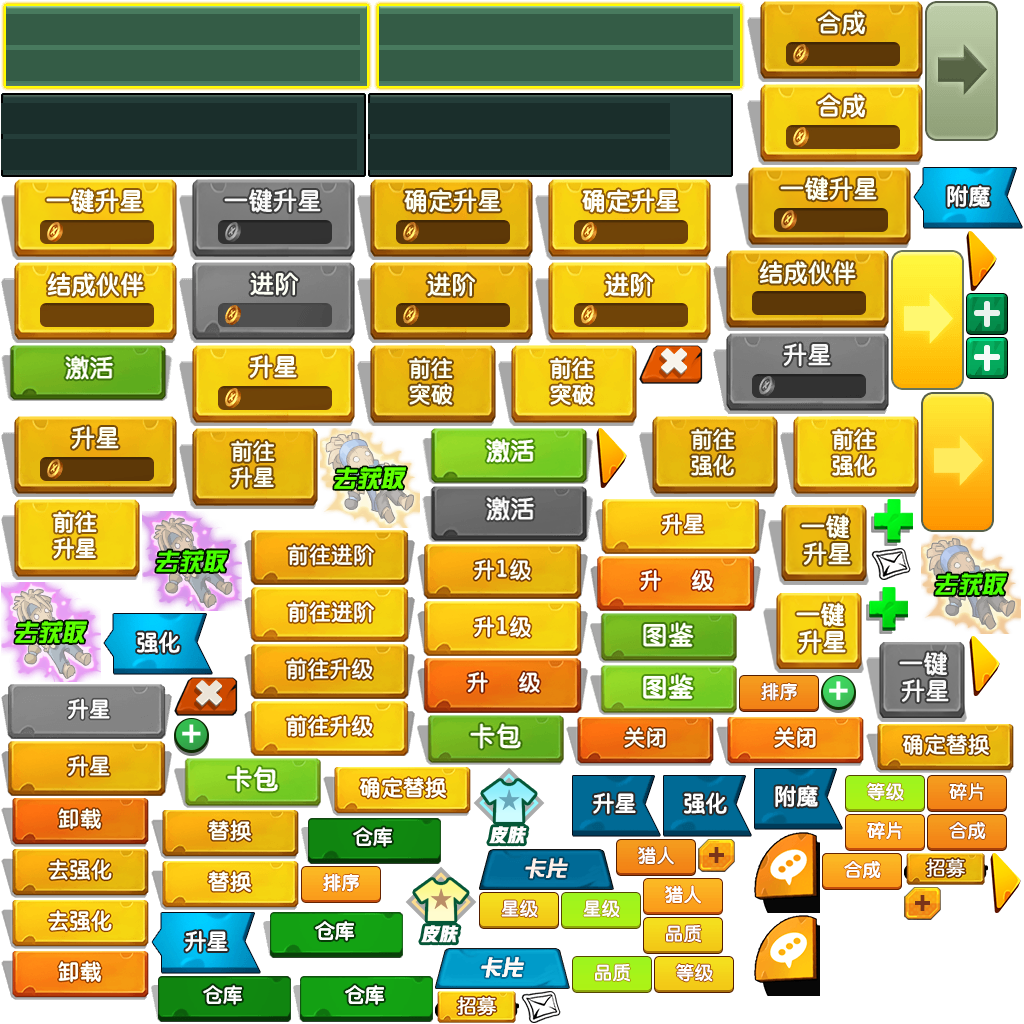 合成
合成
一键升星
一键升星
确定升星
确定升星
一键升星
附魔
结成伙伴
进阶
进阶
进阶
结成伙伴
激活
升星
前往
突破
前往
突破
升星
升星
前往
升星
去获取
激活
前往
强化
前往
强化
前往
升星
去获取
前往进阶
激活
升1级
升星
一键
升星
去获取
去获取
强化
前往进阶
升1级
升 级
图鉴
一键
升星
前往升级
升 级
图鉴
排序
一键
升星
升星
前往升级
卡包
关闭
关闭
确定替换
升星
卡包
确定替换
皮肤
升星
强化
附魔
等级
碎片
卸载
替换
仓库
碎片
合成
去强化
替换
排序
卡片
猎人
合成
招募
去强化
升星
仓库
皮肤
星级
星级
猎人
品质
卸载
仓库
仓库
卡片
招募
品质
等级